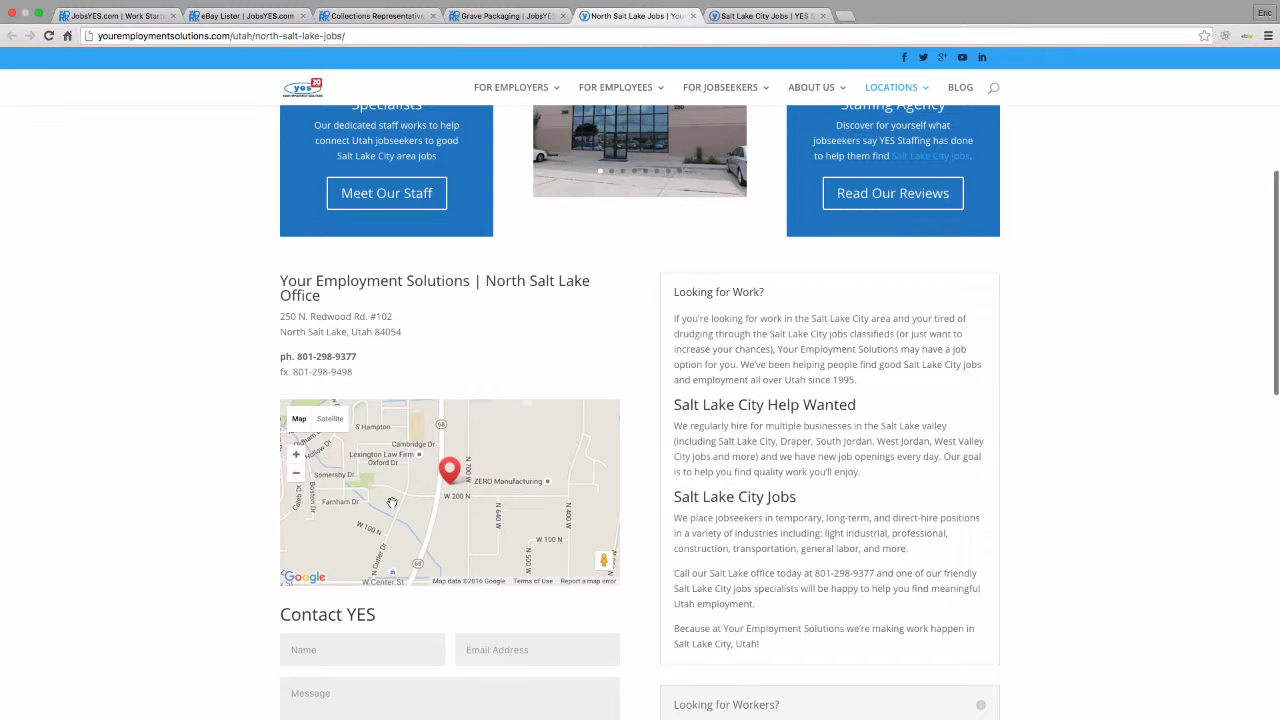 JobsYES.com | Work Start
eBay Lister | JobsYES.com
Collections Representative
Grave Packaging | JobsYES
North Salt Lake Jobs | You
Salt Lake City Jobs | YES S
Eric
youremploymentsolutions.com/utah/north-salt-lake-jobs/
yes 20
FOR EMPLOYERS
FOR EMPLOYEES
FOR JOBSEEKERS
ABOUT US
LOCATIONS
BLOG
Specialists
Our dedicated staff works to help
connect Utah jobseekers to good
Salt Lake City area jobs
Meet Our Staff
Staffing Agency
Discover for yourself what
jobseekers say YES Staffing has done
to help them find Salt Lake City jobs.
Read Our Reviews
Your Employment Solutions | North Salt Lake
Office
250 N. Redwood Rd. #102
North Salt Lake, Utah 84054
ph. 801-298-9377
fx. 801-298-9498
Map
Satellite
S Hampton
68
Cambridge Dr
Lexington Law Firm
Oxford Dr
Somersby Dr
Boston Dr
Farnham Dr
N 700 W
ZERO Manufacturing
W 200 N
N 640 W
N 400 W
W 100 N
W 100 N
N Cutler Dr
N 500 W
68
W Center St
Google
Map data ©2016 Google
Terms of Use
Report a map error
Contact YES
Name
Email Address
Message
Looking for Work?
If you're looking for work in the Salt Lake City area and your tired of
drudging through the Salt Lake City jobs classifieds (or just want to
increase your chances), Your Employment Solutions may have a job
option for you. We've been helping people find good Salt Lake City jobs
and employment all over Utah since 1995.
Salt Lake City Help Wanted
We regularly hire for multiple businesses in the Salt Lake valley
(including Salt Lake City, Draper, South Jordan, West Jordan, West Valley
City jobs and more) and we have new job openings every day. Our goal
is to help you find quality work you'll enjoy.
Salt Lake City Jobs
We place jobseekers in temporary, long-term, and direct-hire positions
in a variety of industries including: light industrial, professional,
construction, transportation, general labor, and more.
Call our Salt Lake office today at 801-298-9377 and one of our friendly
Salt Lake City jobs specialists will be happy to help you find meaningful
Utah employment.
Because at Your Employment Solutions we're making work happen in
Salt Lake City, Utah!
Looking for Workers?